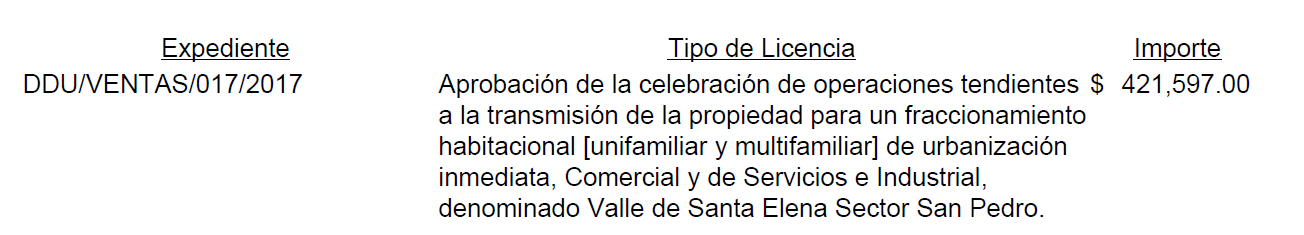 Expediente Tipo de Licencia Importe
DDU/VENTAS/017/2017 Aprobación de la celebración de operaciones tendientes $ 421,597.00
a la transmisión de la propiedad para un fraccionamiento
habitacional [unifamiliar y multifamiliar] de urbanización
inmediata, Comercial y de Servicios e Industrial,
denominado Valle de Santa Elena Sector San Pedro.